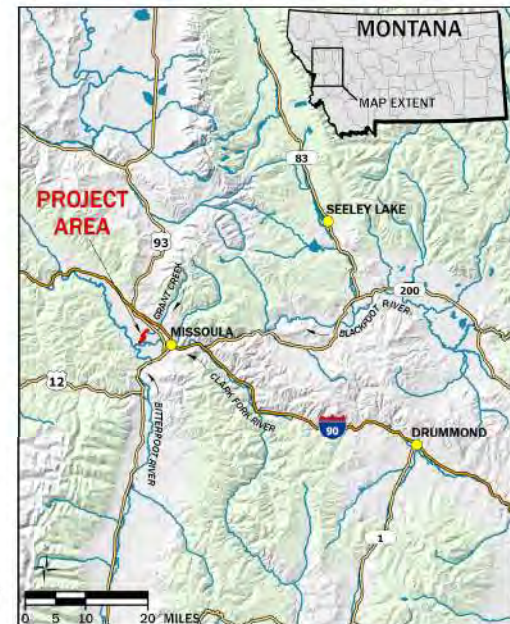 MONTANA
MAP EXTENT
83
PROJECT
AREA
SEELEY LAKE
93
GRANT CREEK
200
BLACKFOOT RIVER
MISSOULA
12
CLARK FORK RIVER
BITTERROOT RIVER
90
DRUMMOND
1
0 5 10 20 MILES